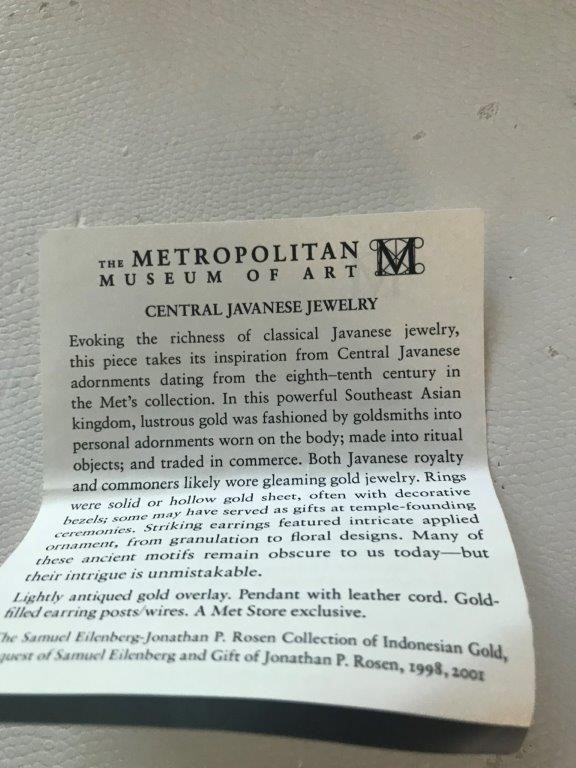 THE METROPOLITAN
MUSEUM OF ART M
CENTRAL JAVANESE JEWELRY
Evoking the richness of classical Javanese jewelry,
this piece takes its inspiration from Central Javanese
adornments dating from the eighth–tenth century in
the Met's collection. In this powerful Southeast Asian
kingdom, lustrous gold was fashioned by goldsmiths into
personal adornments worn on the body; made into ritual
objects; and traded in commerce. Both Javanese royalty
and commoners likely wore gleaming gold jewelry. Rings
were solid or hollow gold sheet, often with decorative
bezels; some may have served as gifts at temple-founding
ceremonies. Striking earrings featured intricate applied
ornament, from granulation to floral designs. Many of
these ancient motifs remain obscure to us today—but
their intrigue is unmistakable.
Lightly antiqued gold overlay. Pendant with leather cord. Gold-
filled earring posts/wires. A Met Store exclusive.
The Samuel Eilenberg-Jonathan P. Rosen Collection of Indonesian Gold,
quest of Samuel Eilenberg and Gift of Jonathan P. Rosen, 1998, 2001